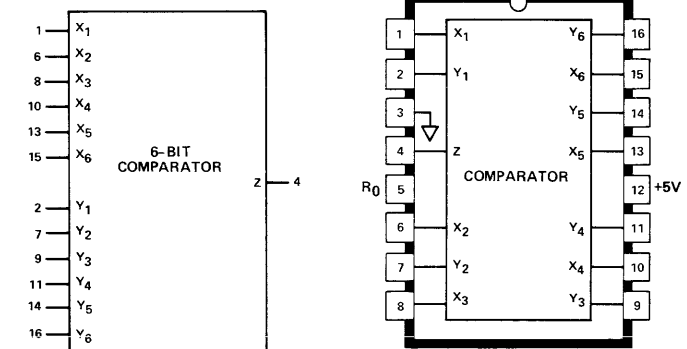 1 X1
6 X2
8 X3
10 X4
13 X5
15 X6
6-BIT
COMPARATOR
Z 4
2 Y1
7 Y2
9 Y3
11 Y4
14 Y5
16 Y6
1 X1 Y6 16
2 Y1 X6 15
3 Y5 14
4 Z X5 13
R0 5 COMPARATOR 12 +5V
6 X2 Y4 11
7 Y2 X4 10
8 X3 Y3 9